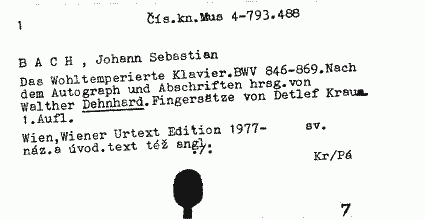 1
Čís.kn.Mus 4-793.488
B A C H , Johann Sebastian
Das Wohltemperierte Klavier.BWV 846-869.Nach
dem Autograph und Abschriften hrsg.von
Walther Dehnhard.Fingersätze von Detlef Kraus.
1.Aufl.
Wien,Wiener Urtext Edition 1977- sv.
náz.a úvod.text též angl.
Kr/Pá
7